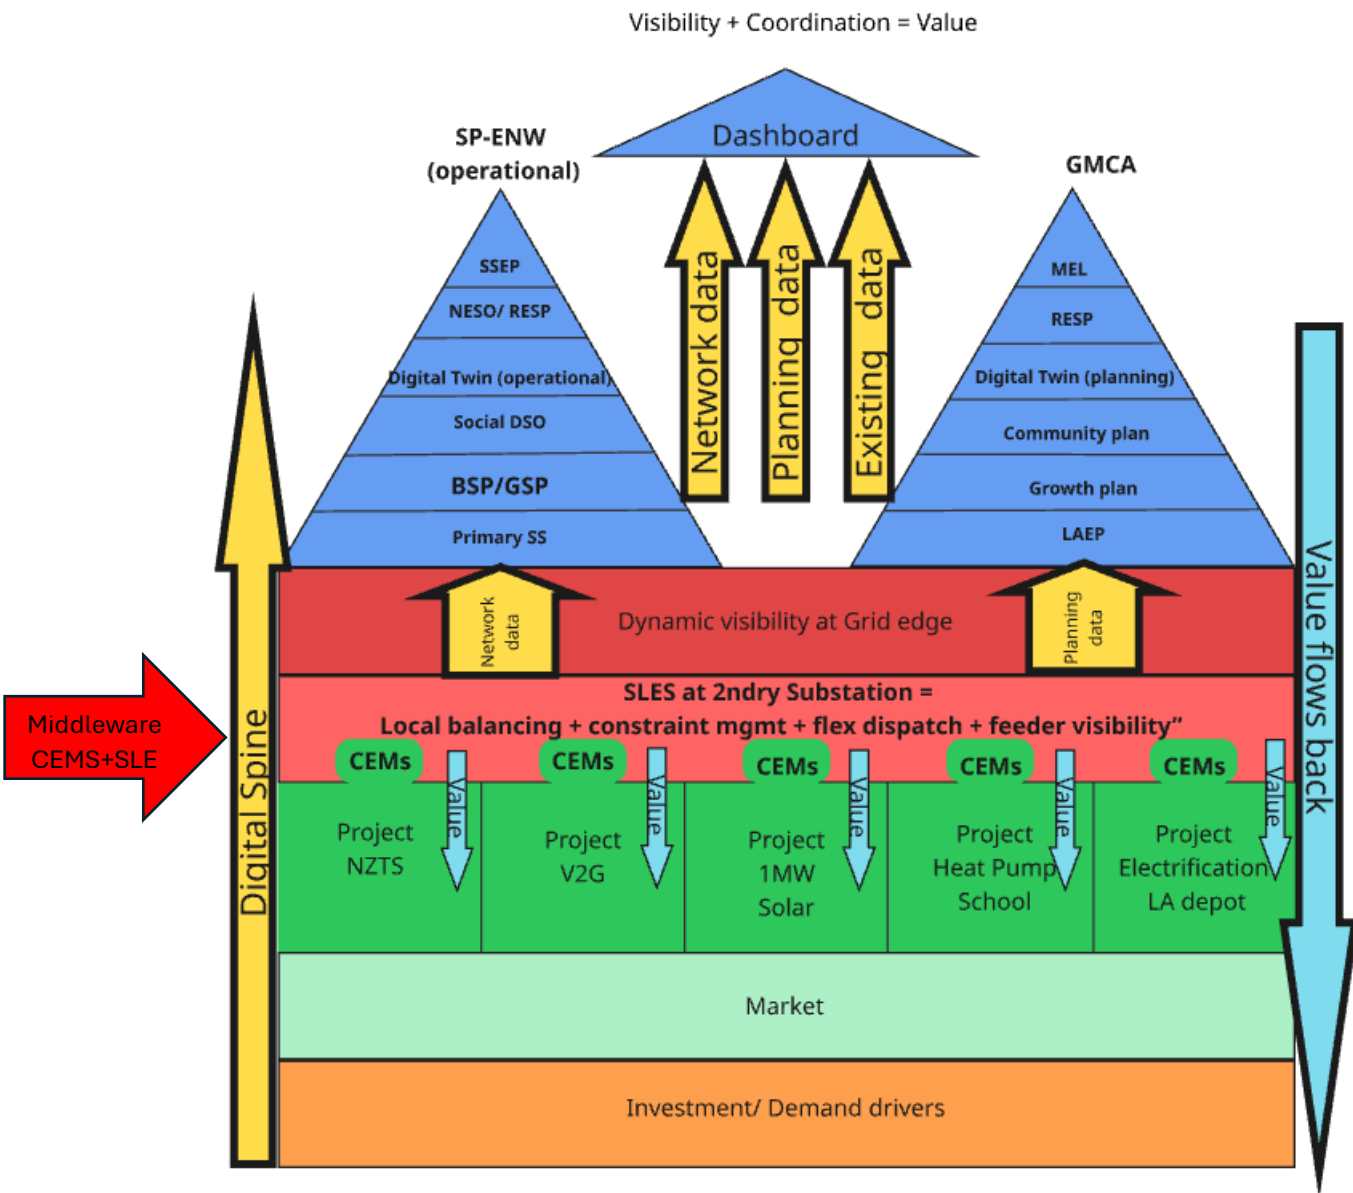 Visibility + Coordination = Value
Dashboard
SP-ENW
(operational)
GMCA
SSEP
NESO/ RESP
Digital Twin (operational)
Social DSO
BSP/GSP
Primary SS
Network data
Planning data
Existing data
MEL
RESP
Digital Twin (planning)
Community plan
Growth plan
LAEP
Network
data
Dynamic visibility at Grid edge
Planning
data
SLES at 2ndry Substation =
Local balancing + constraint mgmt + flex dispatch + feeder visibility”
Middleware
CEMS+SLE
Digital Spine
Value flows back
CEMs
CEMs
CEMs
CEMs
CEMs
Value
Value
Value
Value
Value
Project
NZTS
Project
V2G
Project
1MW
Solar
Project
Heat Pump
School
Project
Electrification
LA depot
Market
Investment/ Demand drivers